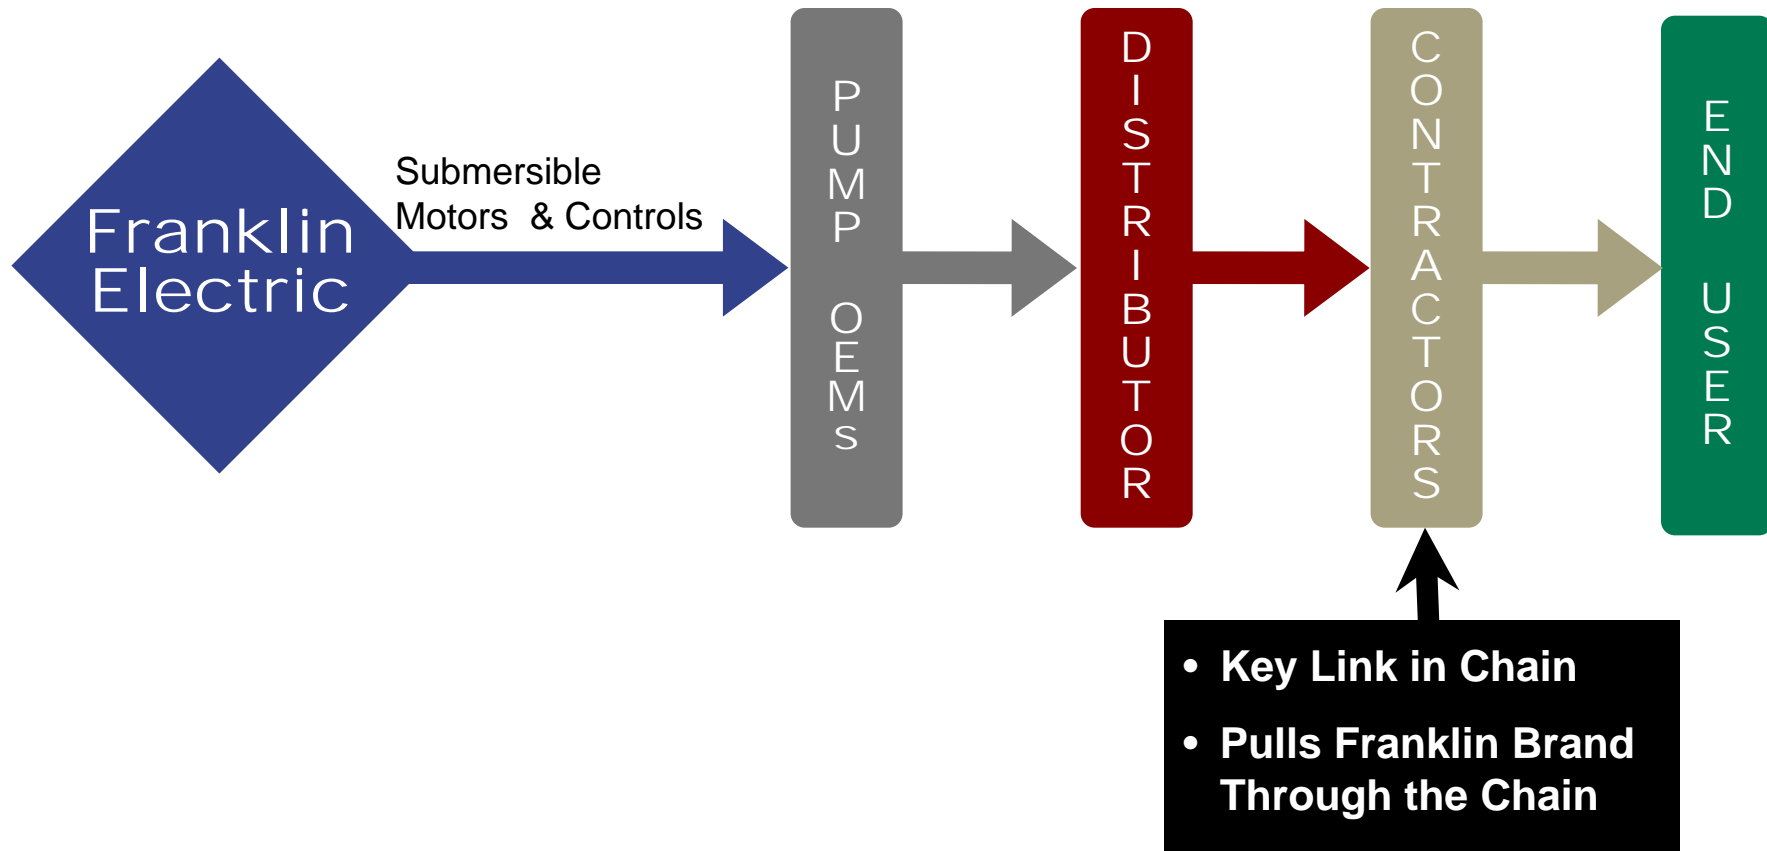 Franklin
Electric
Submersible
Motors & Controls
PUMP OEMs
DISTRIBUTOR
CONTRACTORS
END USER
• Key Link in Chain
• Pulls Franklin Brand
Through the Chain